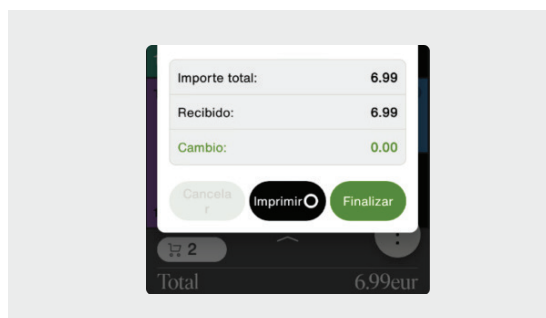 Importe total: 6.99
Recibido: 6.99
Cambio: 0.00
Cancela
r
Imprimir
Finalizar
2
Total 6.99eur